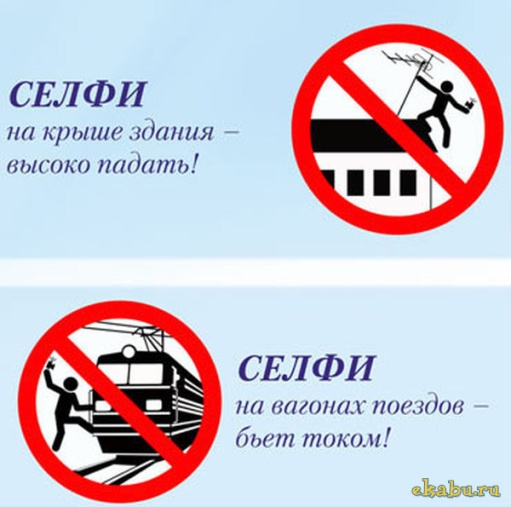 СЕЛФИ
на крыше здания –
высоко падать!
СЕЛФИ
на вагонах поездов –
бьет током!
ekabu.ru